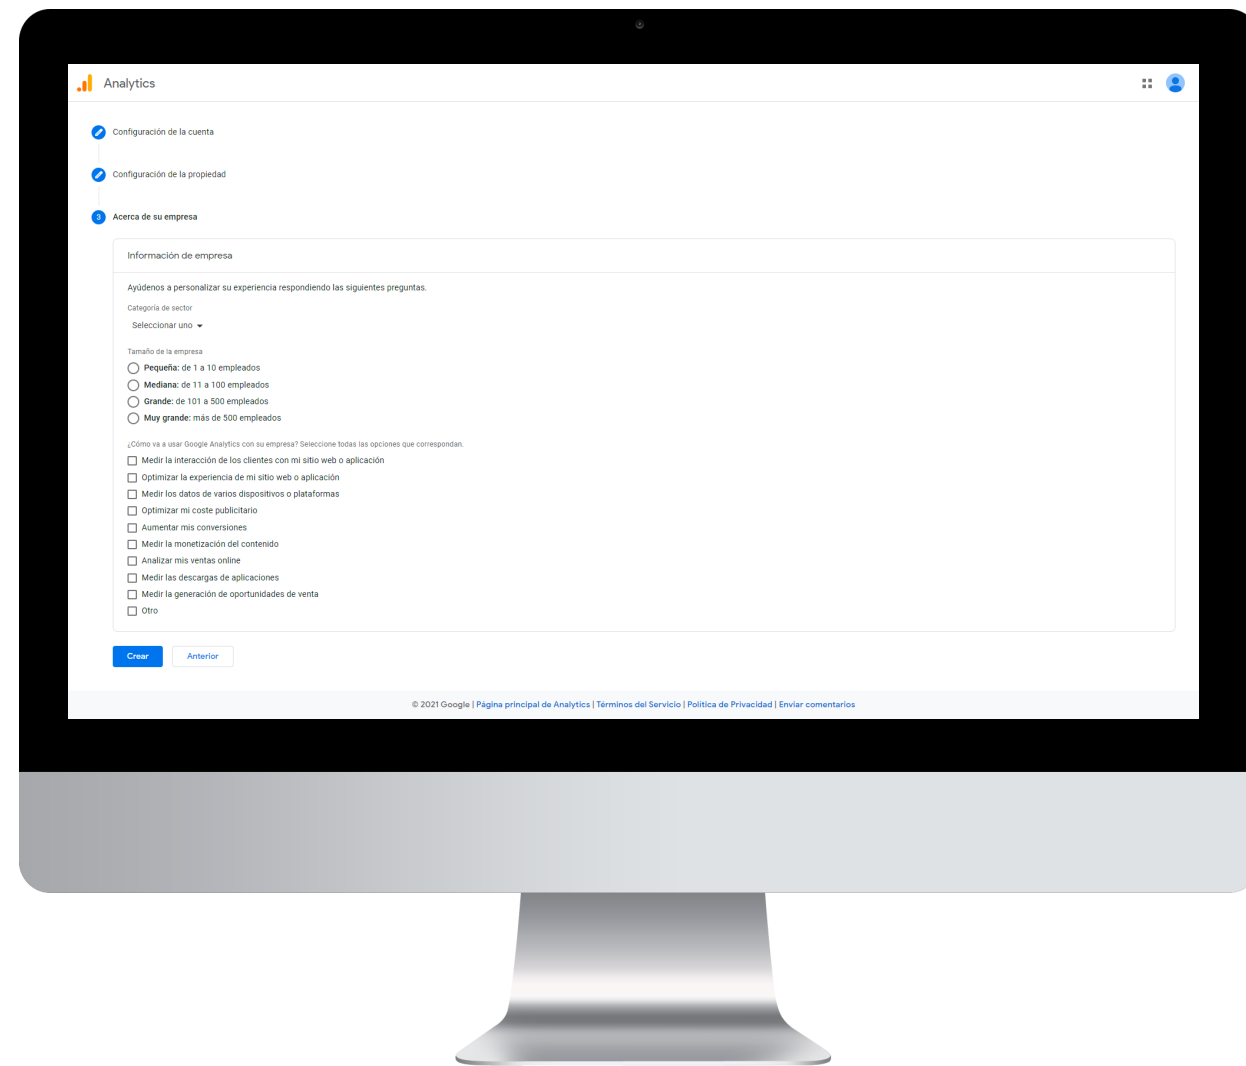 Analytics
Configuración de la cuenta
Configuración de la propiedad
3 Acerca de su empresa
Información de empresa
Ayúdenos a personalizar su experiencia respondiendo las siguientes preguntas.
Categoría de sector
Seleccionar uno
Tamaño de la empresa
Pequeña: de 1 a 10 empleados
Mediana: de 11 a 100 empleados
Grande: de 101 a 500 empleados
Muy grande: más de 500 empleados
¿Cómo va a usar Google Analytics con su empresa? Seleccione todas las opciones que correspondan.
Medir la interacción de los clientes con mi sitio web o aplicación
Optimizar la experiencia de mi sitio web o aplicación
Medir los datos de varios dispositivos o plataformas
Optimizar mi coste publicitario
Aumentar mis conversiones
Medir la monetización del contenido
Analizar mis ventas online
Medir las descargas de aplicaciones
Medir la generación de oportunidades de venta
Otro
Crear Anterior
© 2021 Google | Página principal de Analytics | Términos del Servicio | Política de Privacidad | Enviar comentarios